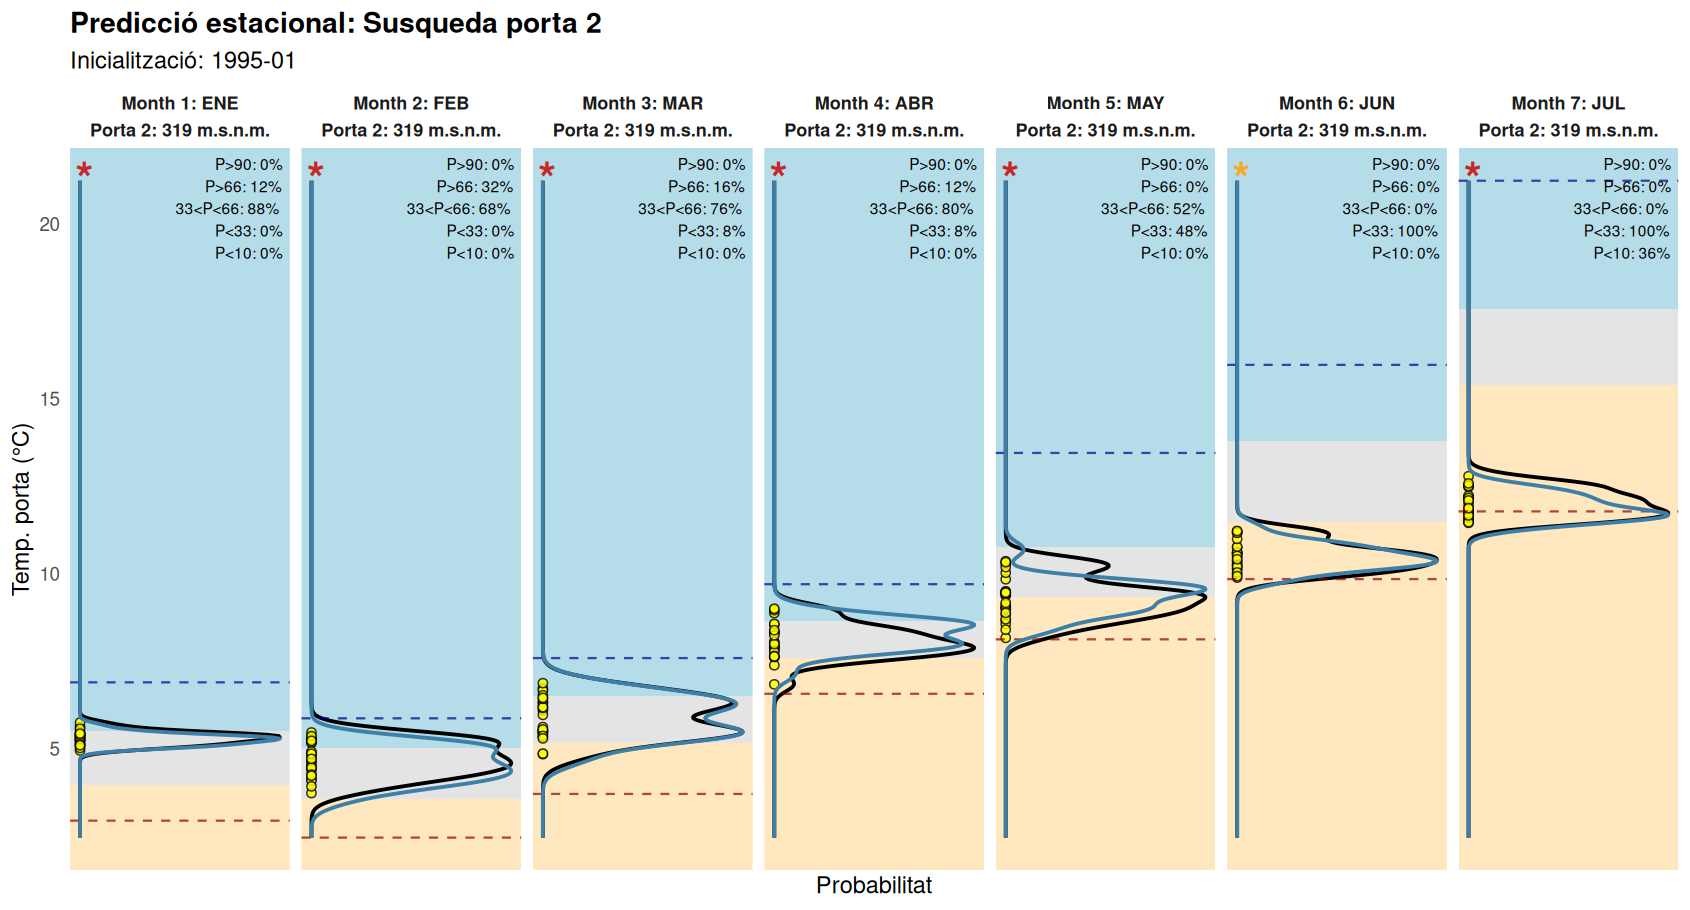 Predicció estacional: Susqueda porta 2
Inicialització: 1995-01
Month 1: ENE
Porta 2: 319 m.s.n.m.
Month 2: FEB
Porta 2: 319 m.s.n.m.
Month 3: MAR
Porta 2: 319 m.s.n.m.
Month 4: ABR
Porta 2: 319 m.s.n.m.
Month 5: MAY
Porta 2: 319 m.s.n.m.
Month 6: JUN
Porta 2: 319 m.s.n.m.
Month 7: JUL
Porta 2: 319 m.s.n.m.
*
P>90: 0%
P>66: 12%
33<P<66: 88%
P<33: 0%
P<10: 0%
*
P>90: 0%
P>66: 32%
33<P<66: 68%
P<33: 0%
P<10: 0%
*
P>90: 0%
P>66: 16%
33<P<66: 76%
P<33: 8%
P<10: 0%
*
P>90: 0%
P>66: 12%
33<P<66: 80%
P<33: 8%
P<10: 0%
*
P>90: 0%
P>66: 0%
33<P<66: 52%
P<33: 48%
P<10: 0%
*
P>90: 0%
P>66: 0%
33<P<66: 0%
P<33: 100%
P<10: 0%
*
P>90: 0%
P>66: 0%
33<P<66: 0%
P<33: 100%
P<10: 36%
20
15
10
5
Temp. porta (°C)
Probabilitat